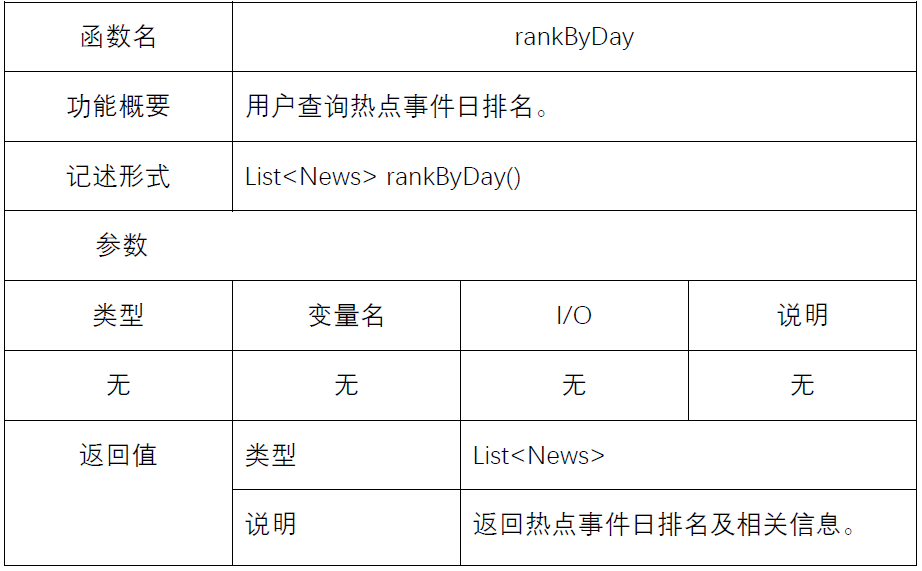 函数名 rankByDay
功能概要 用户查询热点事件日排名。
记述形式 List<News> rankByDay()
参数
类型 变量名 I/O 说明
无 无 无 无
返回值 类型 List<News>
说明 返回热点事件日排名及相关信息。